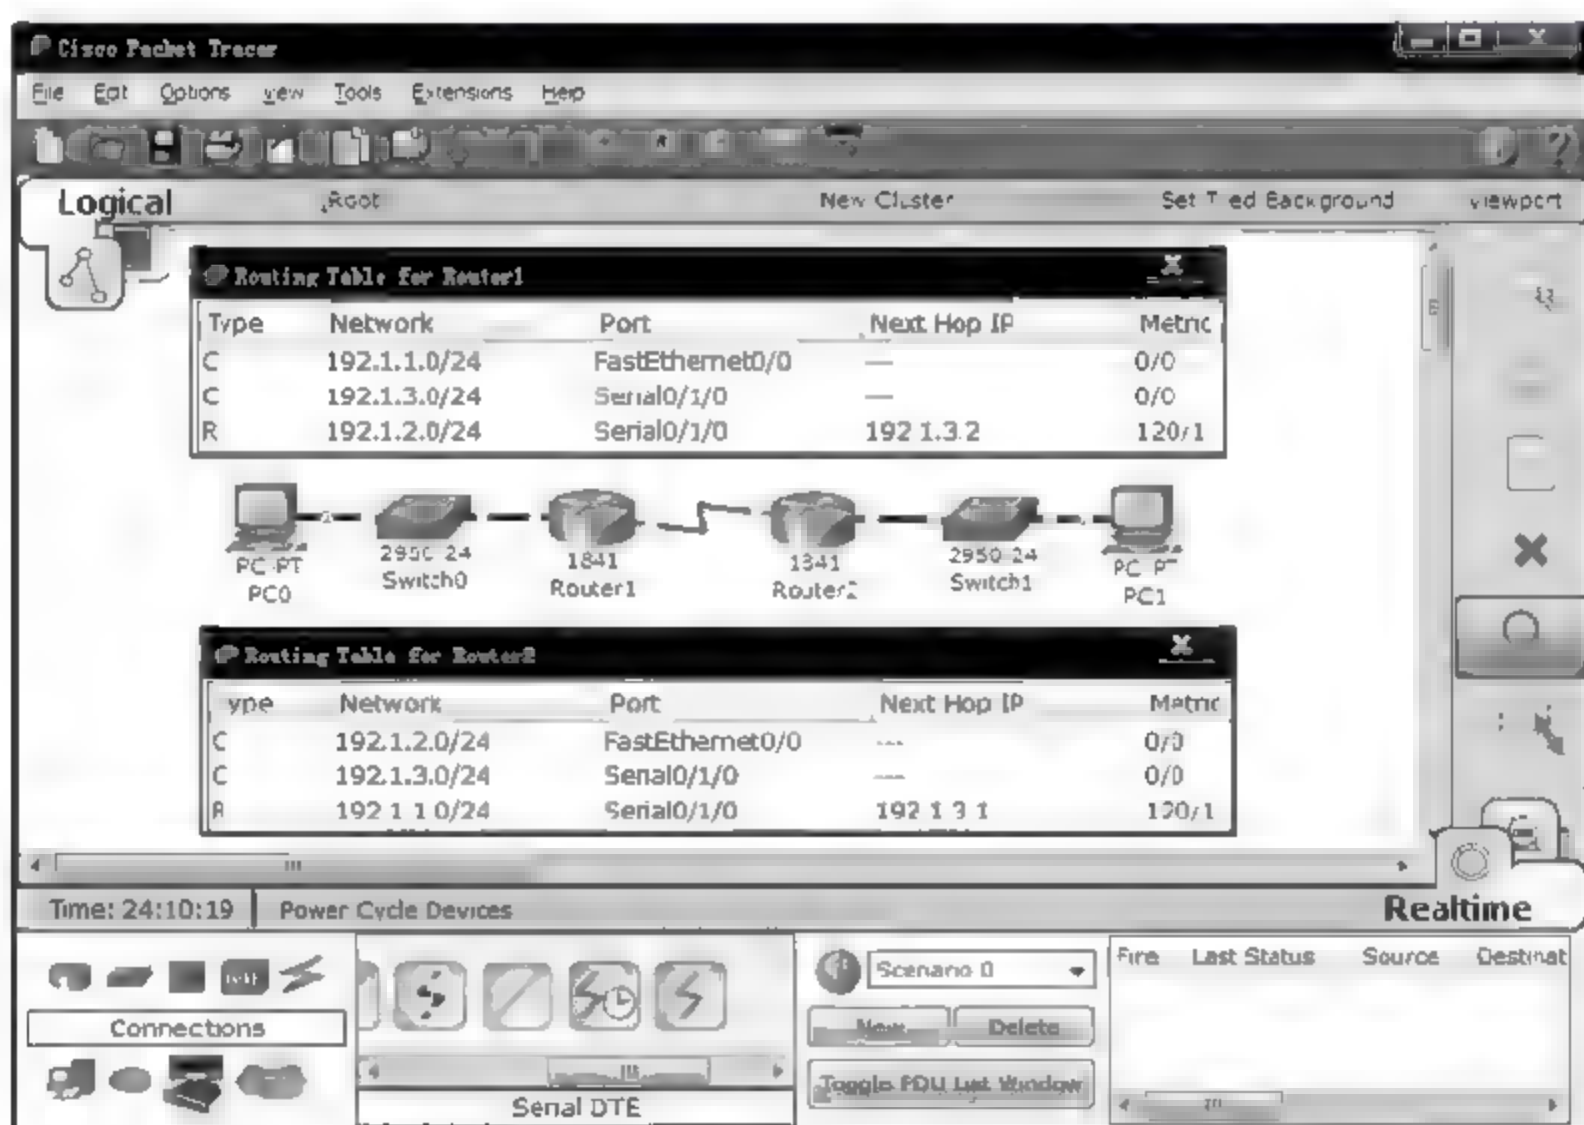 Cisco Packet Tracer
File Edit Options View Tools Extensions Help
Logical Root New Cluster Set Tiled Background Viewport
Routing Table for Router1
Type Network Port Next Hop IP Metric
C 192.1.1.0/24 FastEthernet0/0 --- 0/0
C 192.1.3.0/24 Serial0/1/0 --- 0/0
R 192.1.2.0/24 Serial0/1/0 192.1.3.2 120/1
PC-PT 2950-24 1841 1841 2950-24 PC-PT
PC0 Switch0 Router1 Router2 Switch1 PC1
Routing Table for Router2
Type Network Port Next Hop IP Metric
C 192.1.2.0/24 FastEthernet0/0 --- 0/0
C 192.1.3.0/24 Serial0/1/0 --- 0/0
R 192.1.1.0/24 Serial0/1/0 192.1.3.1 120/1
Time: 24:10:19 Power Cycle Devices Realtime
Fire Last Status Source Destinat
Scenario 0
Connections
New Delete
Toggle PDU List Window
Serial DTE